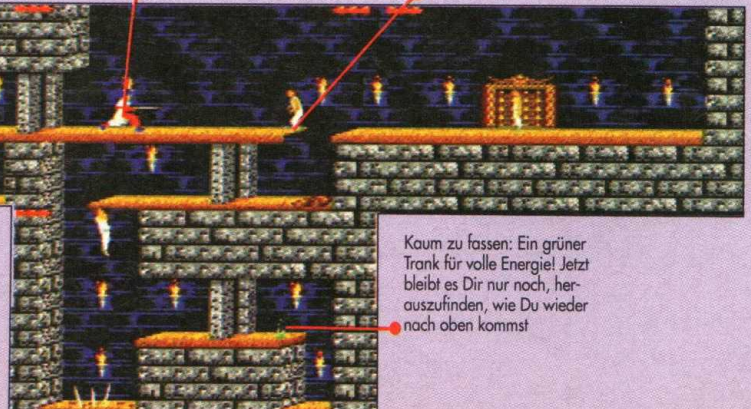 Kaum zu fassen: Ein grüner
Trank für volle Energie! Jetzt
bleibt es Dir nur noch, her-
auszufinden, wie Du wieder
nach oben kommst